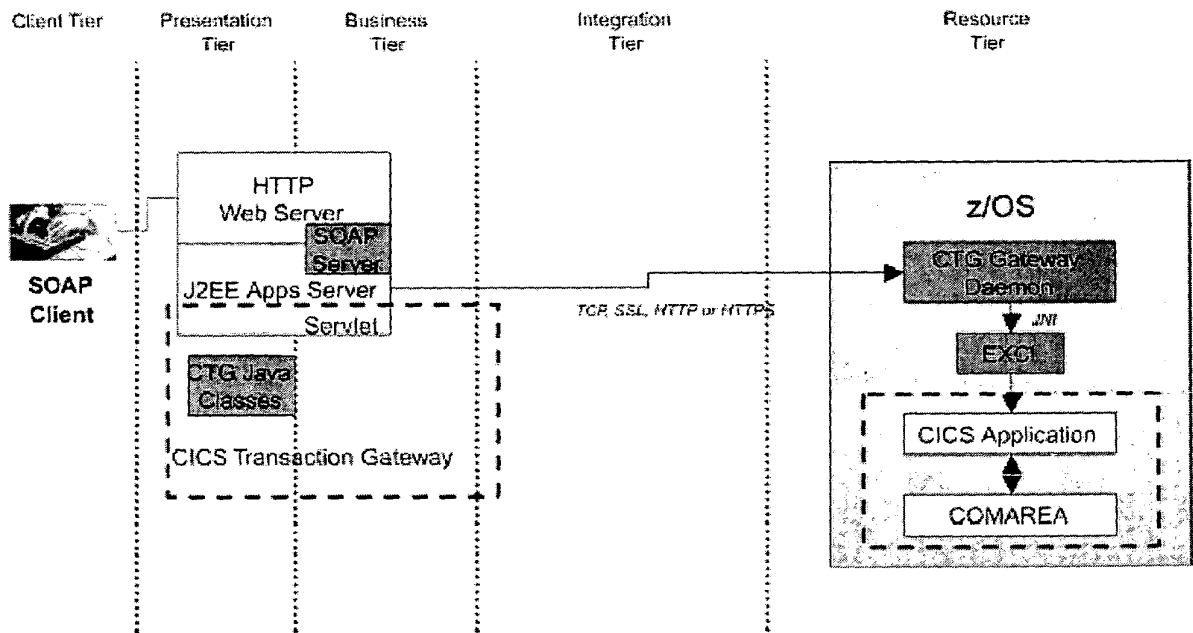 Client Tier
Presentation
Tier
Business
Tier
Integration
Tier
Resource
Tier
HTTP
Web Server
SOAP
Server
J2EE Apps Server
Servlet
SOAP
Client
CTG Java
Classes
CICS Transaction Gateway
TCP, SSL, HTTP or HTTPS
z/OS
CTG Gateway
Daemon
JNI
EXCI
CICS Application
COMAREA